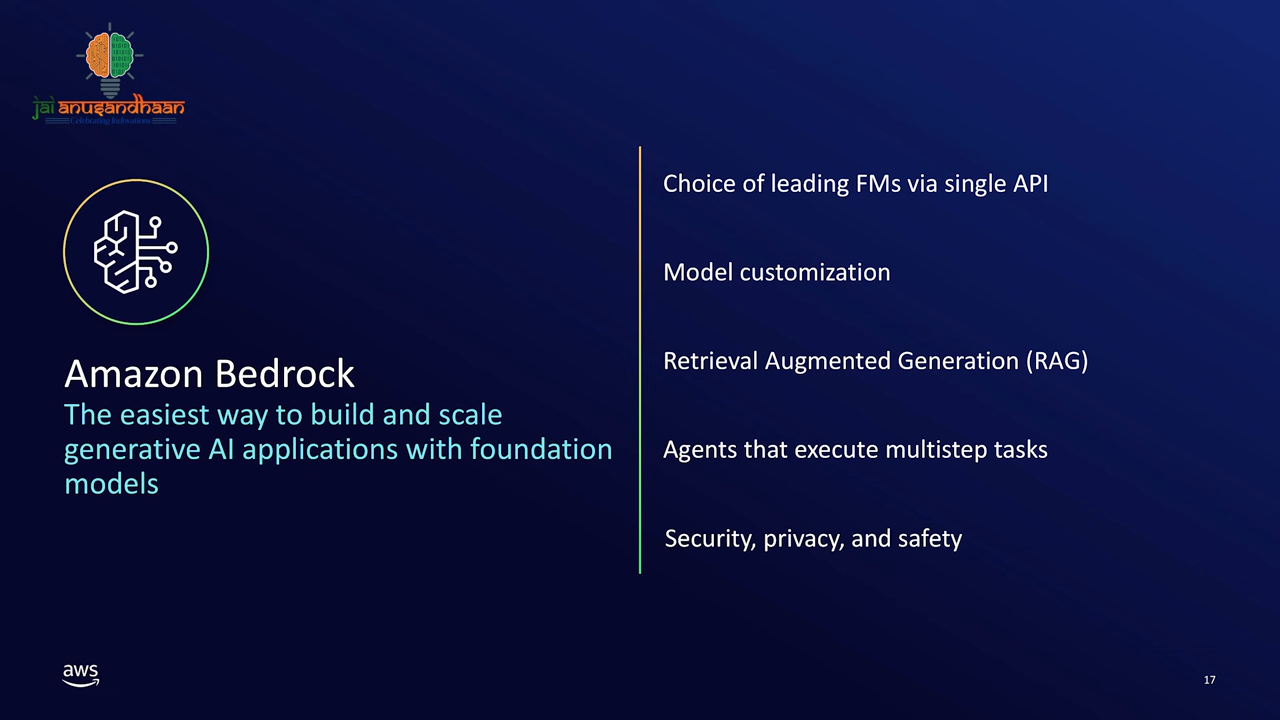 jai anusandhaan
Celebrating Indovations
Amazon Bedrock
The easiest way to build and scale
generative AI applications with foundation
models
Choice of leading FMs via single API
Model customization
Retrieval Augmented Generation (RAG)
Agents that execute multistep tasks
Security, privacy, and safety
aws
17